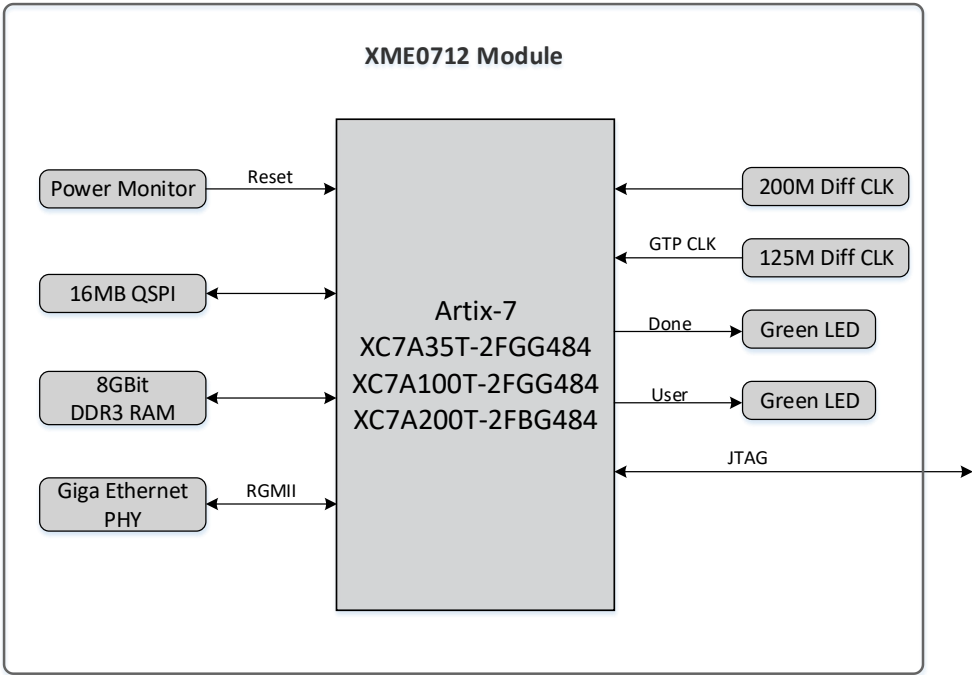 XME0712 Module
Power Monitor
Reset
16MB QSPI
8GBit
DDR3 RAM
Giga Ethernet
PHY
RGMII
Artix-7
XC7A35T-2FGG484
XC7A100T-2FGG484
XC7A200T-2FBG484
200M Diff CLK
GTP CLK
125M Diff CLK
Done
Green LED
User
Green LED
JTAG